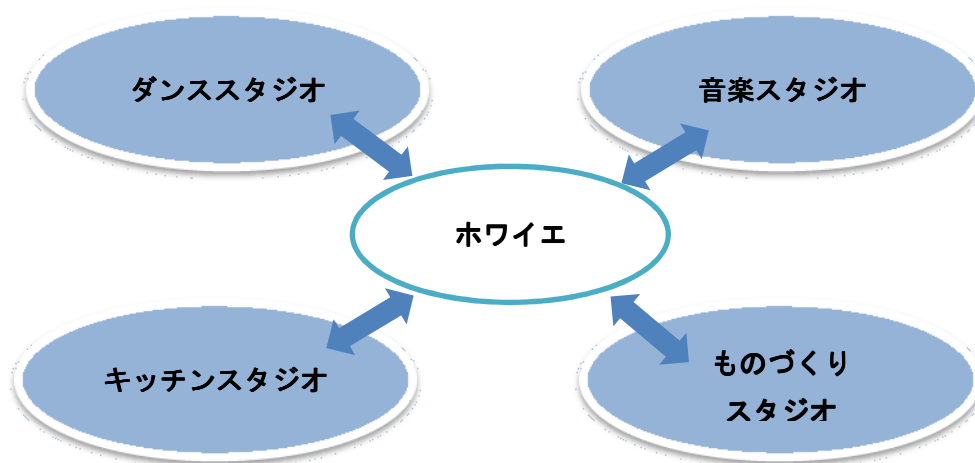 ダンススタジオ
音楽スタジオ
ホワイエ
キッチンスタジオ
ものづくり
スタジオ